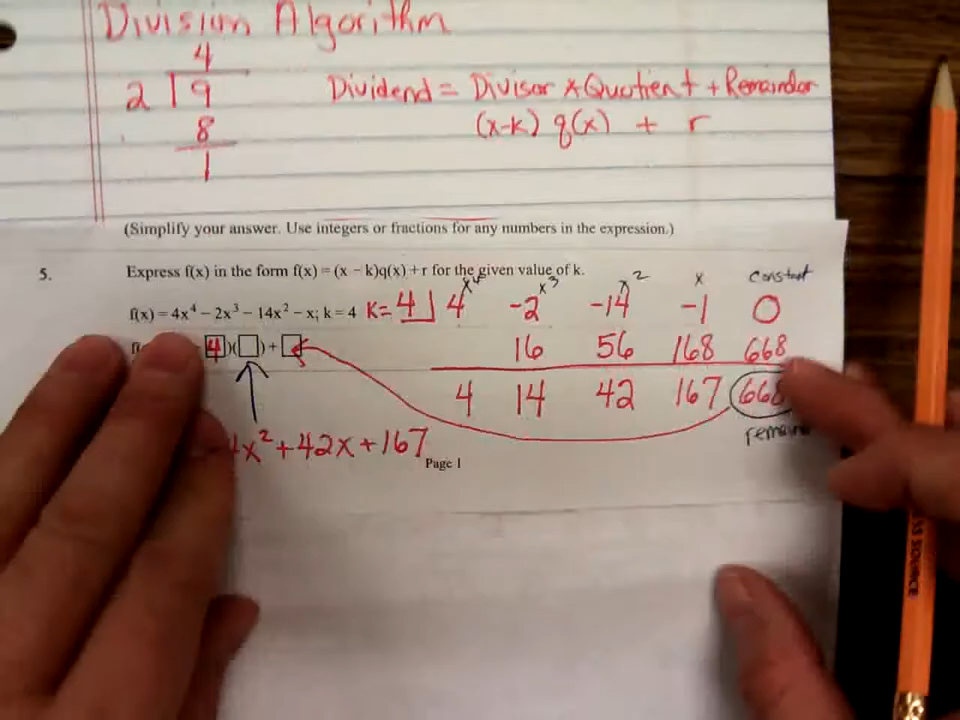 Division Algorithm
4
2 9
8
1
Dividend = Divisor x Quotient + Remainder
(x-k) q(x) + r
(Simplify your answer. Use integers or fractions for any numbers in the expression.)
5. Express f(x) in the form f(x) = (x − k)q(x) + r for the given value of k.
x⁴ x³ x² x constant
f(x) = 4x⁴ − 2x³ − 14x² − x; k = 4 K= 4 4 -2 -14 -1 0
4 )( ) +
16 56 168 668
4 14 42 167 668
4x² + 42x + 167
Page 1